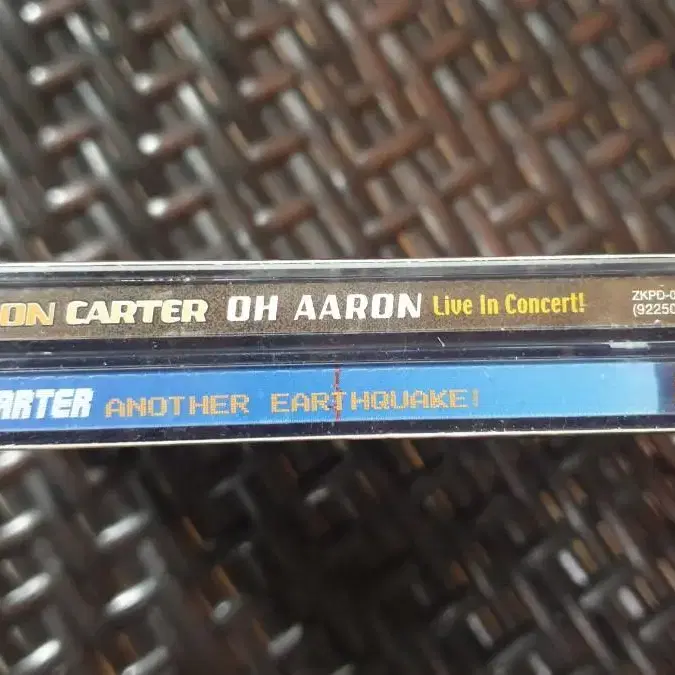 ON CARTER OH AARON Live In Concert!
ZKPD-0
(92250
ARTER ANOTHER EARTHQUAKE!